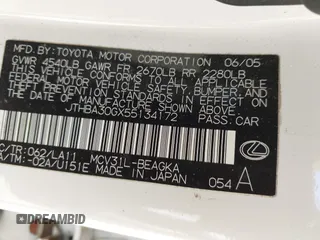 MFD. BY: TOYOTA MOTOR CORPORATION 06/05
GVWR 4540LB GAWR FR 2670LB RR 2280LB
THIS VEHICLE CONFORMS TO ALL APPLICABLE
FEDERAL MOTOR VEHICLE SAFETY, BUMPER, AND
THEFT PREVENTION STANDARDS IN EFFECT ON
THE DATE OF MANUFACTURE SHOWN ABOVE.
JTHBA30GX55134172 PASS.CAR
C/TR:062/LA11 MCV31L-BEAGKA
A/TM:-02A/U151E MADE IN JAPAN 054 A
DEALERSHIP EBID